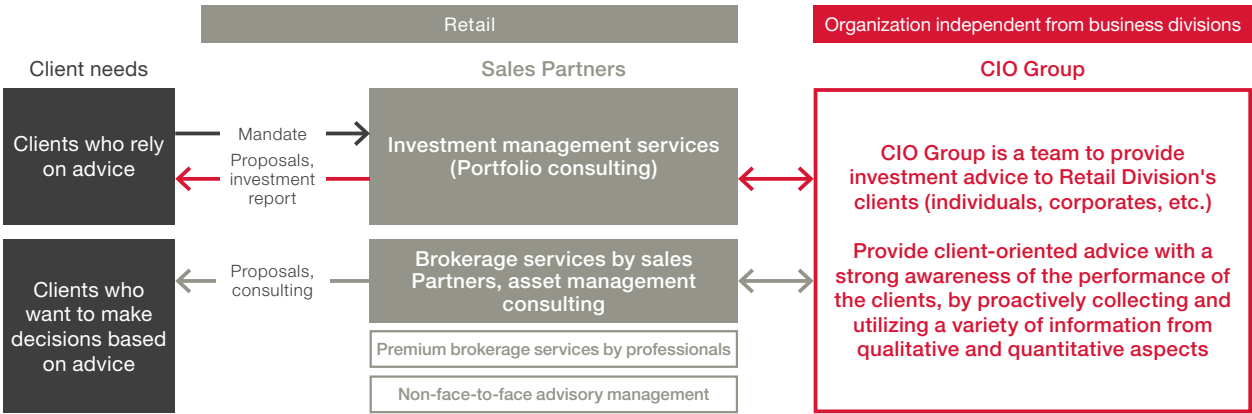 Retail
Organization independent from business divisions
Client needs
Sales Partners
CIO Group
Clients who rely
on advice
Mandate
Proposals,
investment
report
Investment management services
(Portfolio consulting)
CIO Group is a team to provide
investment advice to Retail Division's
clients (individuals, corporates, etc.)
Provide client-oriented advice with a
strong awareness of the performance of
the clients, by proactively collecting and
utilizing a variety of information from
qualitative and quantitative aspects
Clients who
want to make
decisions based
on advice
Proposals,
consulting
Brokerage services by sales
Partners, asset management
consulting
Premium brokerage services by professionals
Non-face-to-face advisory management